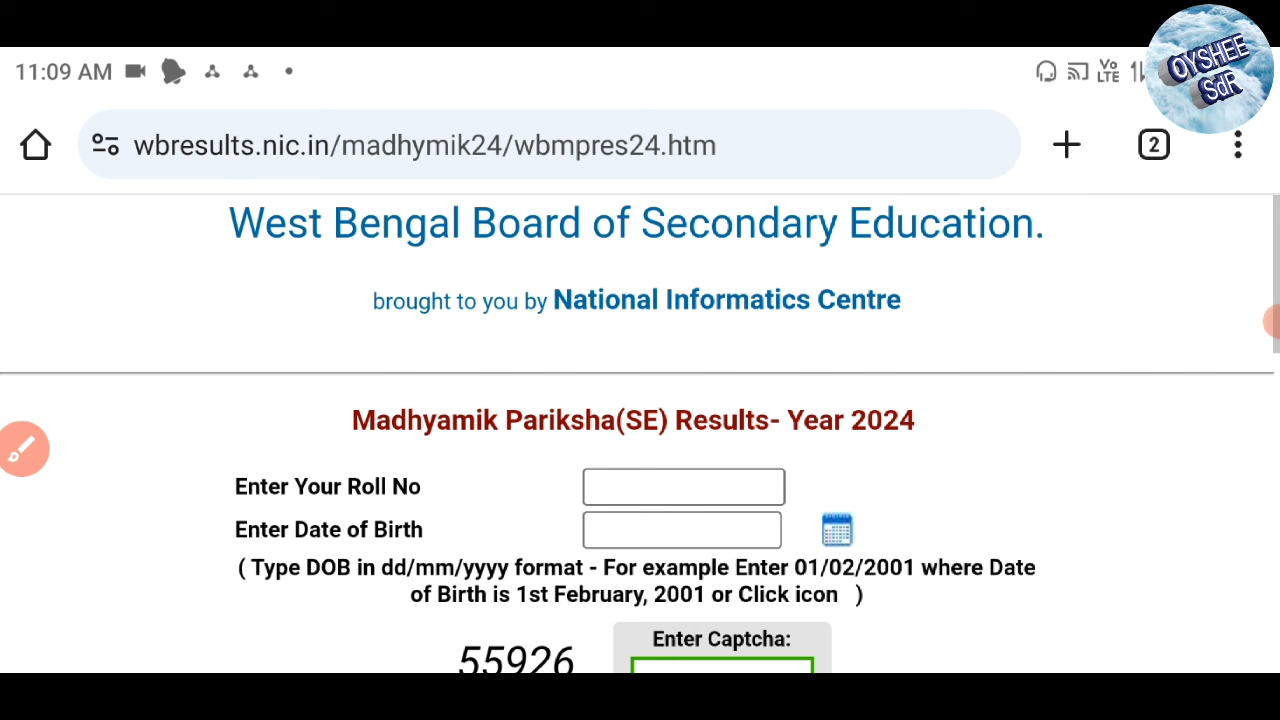 11:09 AM
Vo
LTE
OYSHEE
SdR
wbresults.nic.in/madhymik24/wbmpres24.htm
2
West Bengal Board of Secondary Education.
brought to you by National Informatics Centre
Madhyamik Pariksha(SE) Results- Year 2024
Enter Your Roll No
Enter Date of Birth
( Type DOB in dd/mm/yyyy format - For example Enter 01/02/2001 where Date
of Birth is 1st February, 2001 or Click icon )
Enter Captcha:
55926